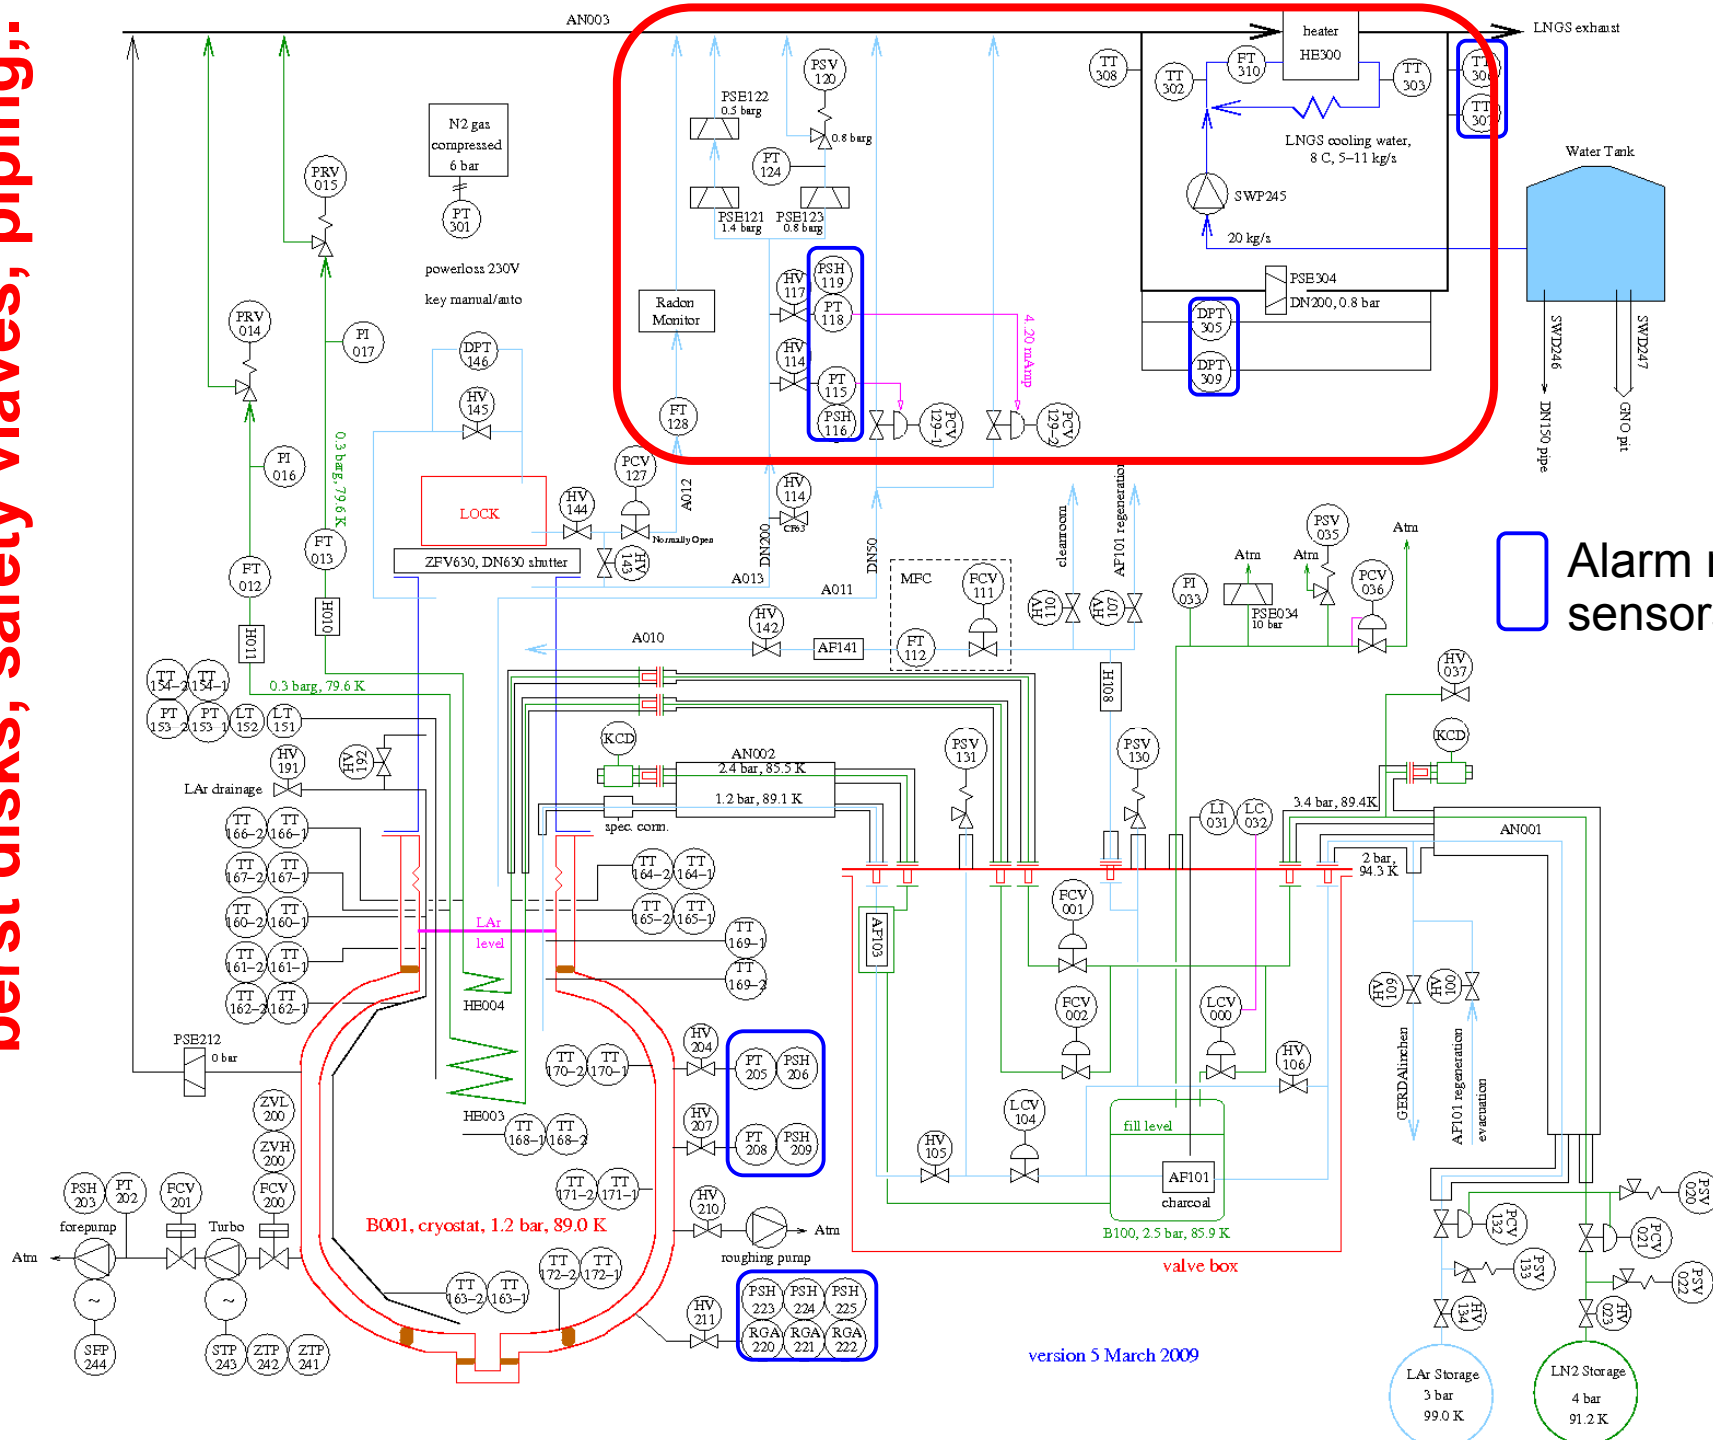 berst disks, safety vlaves, piping,.
AN003
heater
HE300
LNGS exhaust
TT
308
TT
302
FT
310
TT
303
TT
306
TT
307
PSV
120
PSE122
0.5 barg
0.8 barg
PT
124
PSE121
1.4 barg
PSE123
0.8 barg
N2 gas
compressed
6 bar
PT
301
powerloss 230V
key manual/auto
LNGS cooling water,
8 C, 5-11 kg/s
SWP245
20 kg/s
Water Tank
PSE304
DN200, 0.8 bar
DPT
305
DPT
309
SWD246
SWD247
DN150 pipe
GNO pit
PRV
015
PRV
014
PI
017
PI
016
DPT
146
HV
145
Radon
Monitor
HV
117
PSH
119
PT
118
HV
114
PT
115
PSH
116
4..20 mAmp
PCV
129-1
PCV
129-2
FT
128
0.3 barg, 79.6 K
LOCK
HV
144
PCV
127
A012
Normally Open
HV
143
HV
114
CF63
DN200
DN50
ZFV630, DN630 shutter
A013
A011
A010
FT
013
FT
012
H010
H011
HV
142
AF141
MFC
FT
112
FCV
111
cleanroom
AF101 regeneration
HV
110
HV
107
H108
PI
033
Atm
PSE034
10 bar
Atm
PSV
035
PCV
036
Atm
Alarm r
sensor
HV
037
TT
154-2
TT
154-1
PT
153-2
PT
153-1
LT
152
LT
151
0.3 barg, 79.6 K
HV
191
HV
192
LAr drainage
KCD
AN002
2.4 bar, 85.5 K
1.2 bar, 89.1 K
spec. conn.
PSV
131
PSV
130
LI
031
LC
032
3.4 bar, 89.4K
KCD
AN001
2 bar,
94.3 K
TT
166-2
TT
166-1
TT
167-2
TT
167-1
TT
160-2
TT
160-1
TT
161-2
TT
161-1
TT
162-2
TT
162-1
TT
164-2
TT
164-1
TT
165-2
TT
165-1
TT
169-1
TT
169-2
LAr
level
HE004
HE003
AF103
FCV
001
FCV
002
LCV
000
HV
106
HV
109
HV
100
GERDAlinchen
AF101 regeneration
evacuation
PSE212
0 bar
TT
170-2
TT
170-1
HV
204
PT
205
PSH
206
HV
207
PT
208
PSH
209
TT
168-1
TT
168-2
TT
171-2
TT
171-1
LCV
104
HV
105
fill level
AF101
charcoal
B100, 2.5 bar, 85.9 K
valve box
ZVL
200
ZVH
200
FCV
200
PSH
203
PT
202
FCV
201
forepump
Turbo
Atm
~
~
SFP
244
STP
243
ZTP
242
ZTP
241
B001, cryostat, 1.2 bar, 89.0 K
HV
210
Atm
roughing pump
TT
172-2
TT
172-1
TT
163-2
TT
163-1
HV
211
PSH
223
PSH
224
PSH
225
RGA
220
RGA
221
RGA
222
version 5 March 2009
PCV
132
PSV
133
HV
134
PSV
020
PCV
021
PSV
022
HV
023
LAr Storage
3 bar
99.0 K
LN2 Storage
4 bar
91.2 K